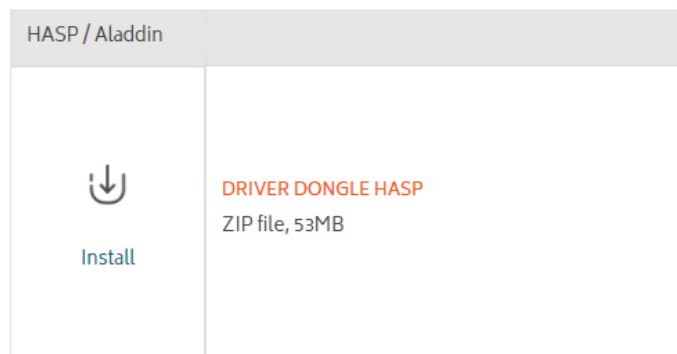 HASP / Aladdin
DRIVER DONGLE HASP
ZIP file, 53MB
Install